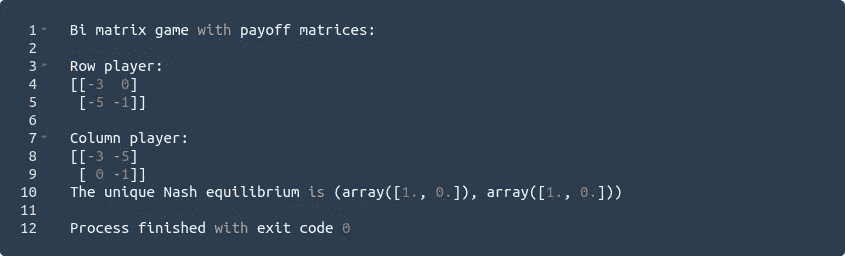 1 Bi matrix game with payoff matrices:
2
3 Row player:
4 [[-3  0]
5  [-5 -1]]
6
7 Column player:
8 [[-3 -5]
9  [ 0 -1]]
10 The unique Nash equilibrium is (array([1., 0.]), array([1., 0.]))
11
12 Process finished with exit code 0